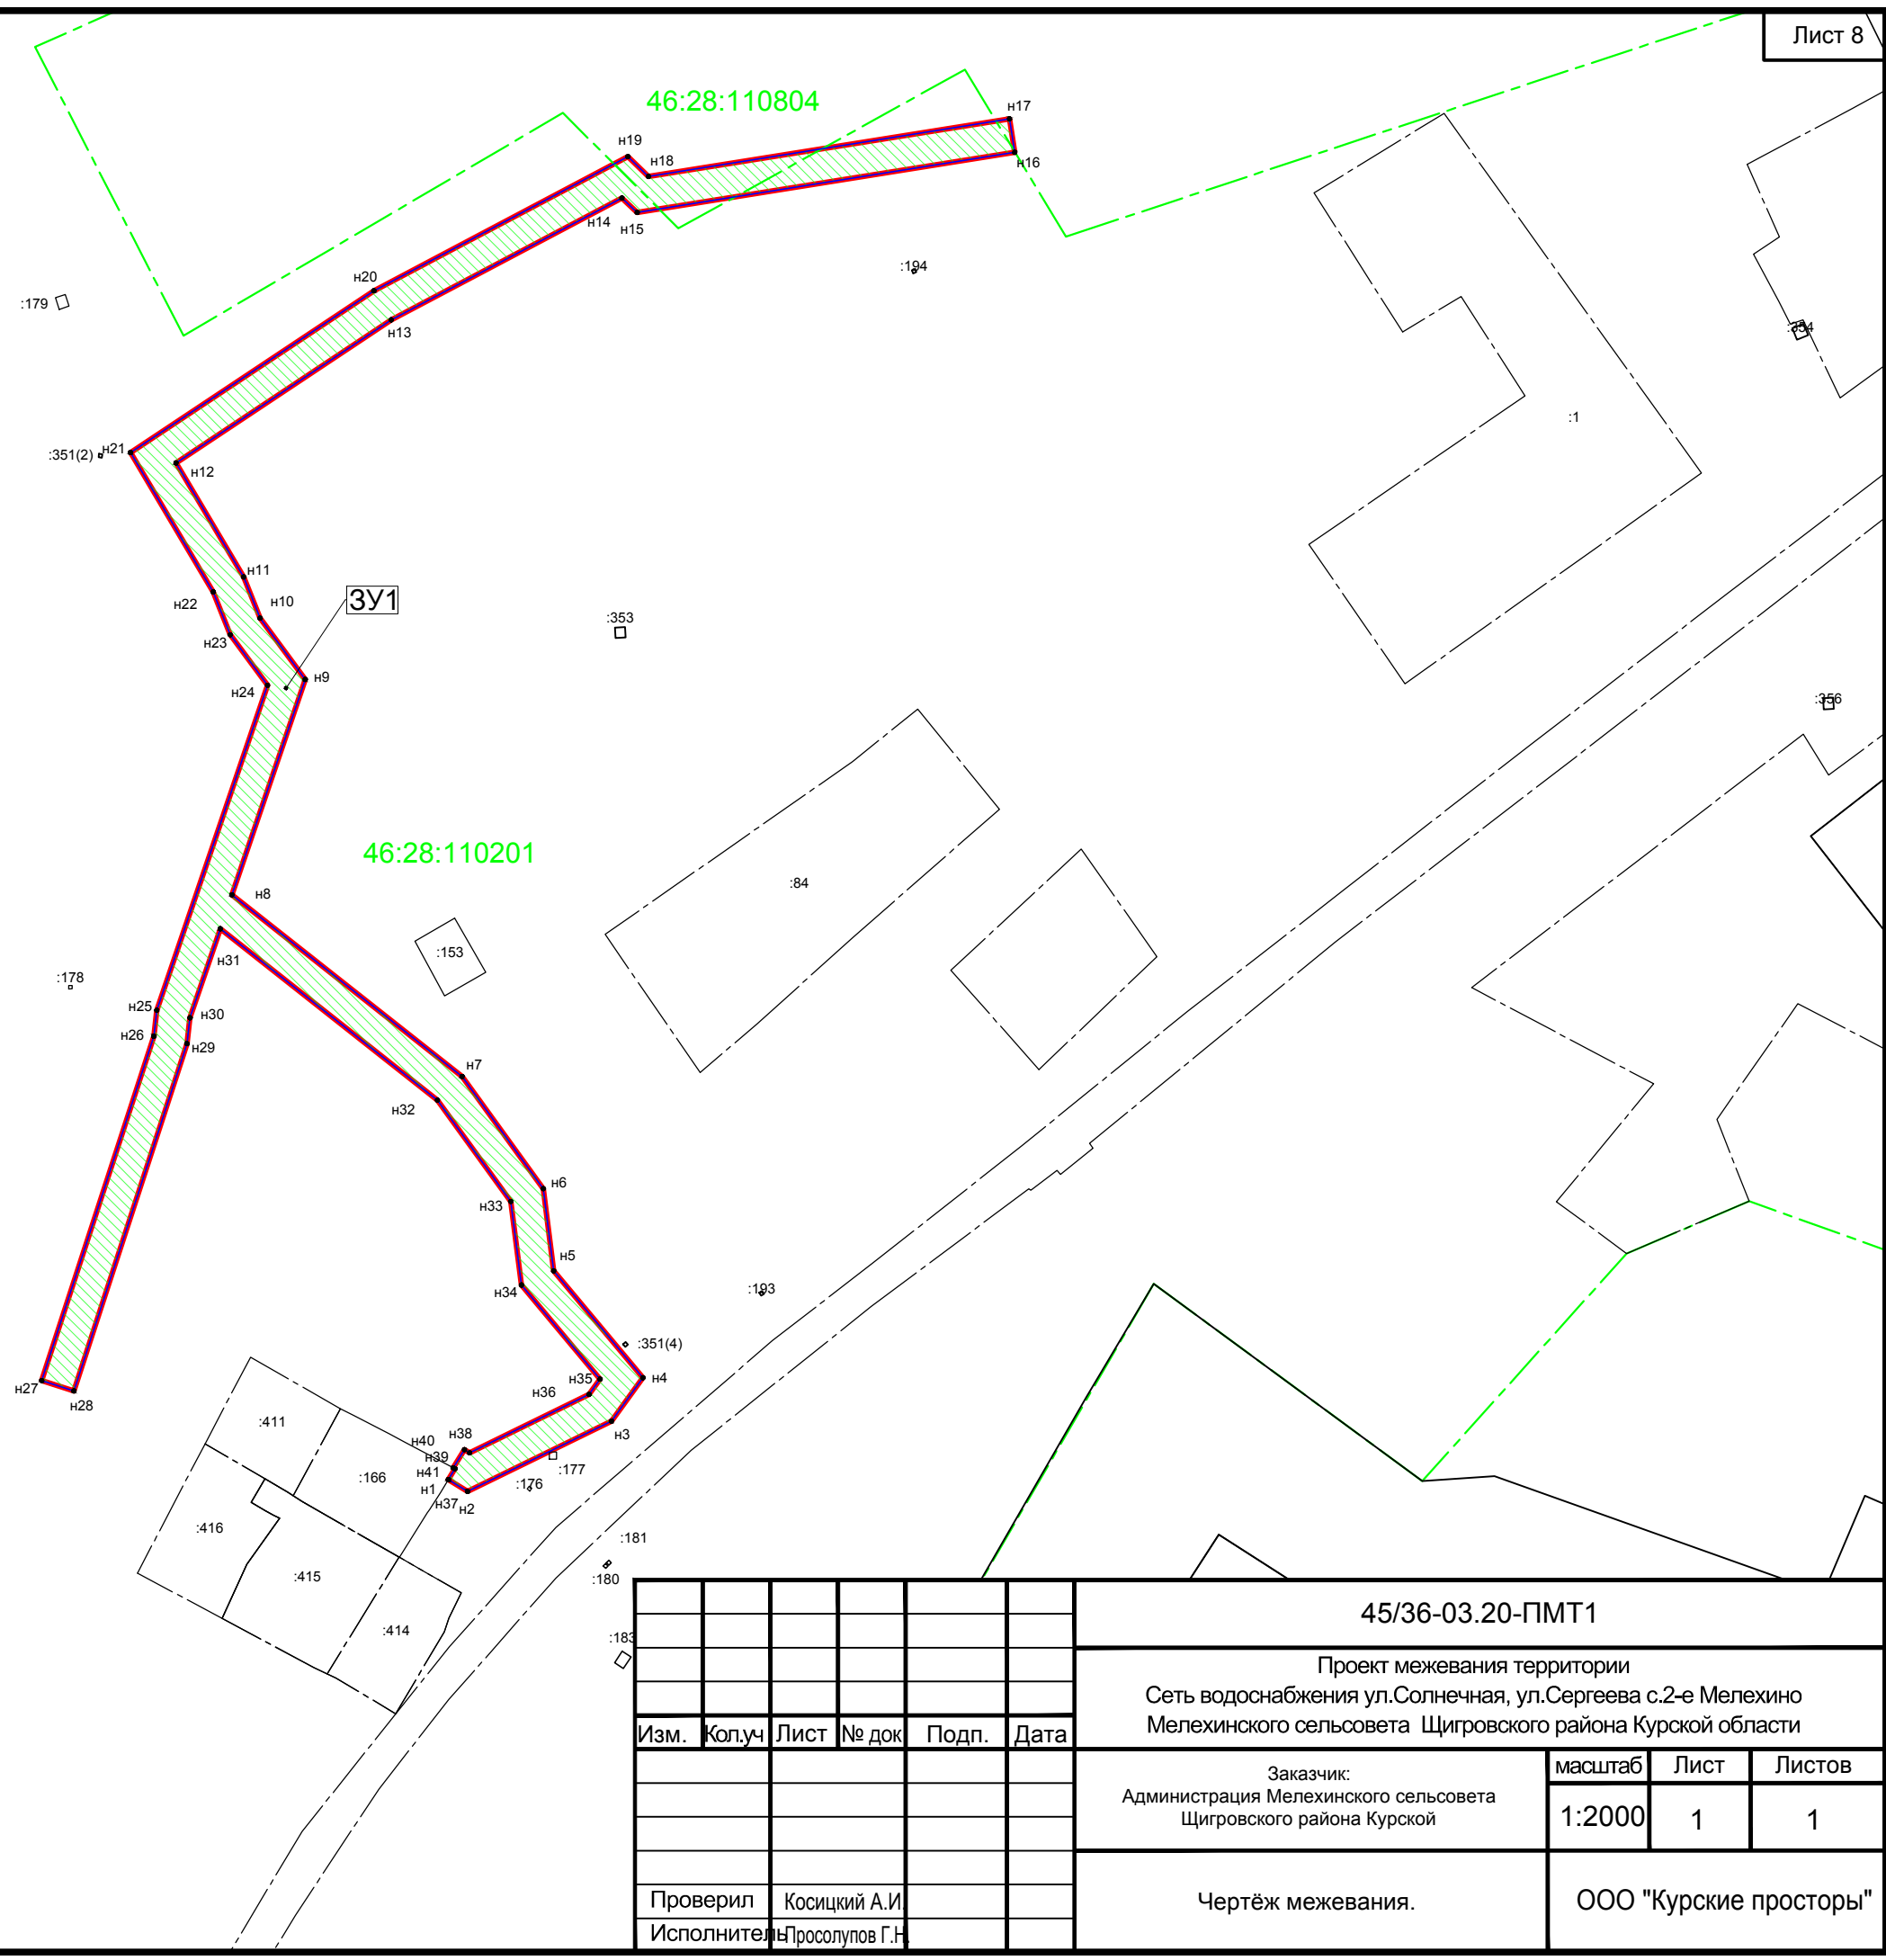 Лист 8
46:28:110804
н17
н19
н18
н16
н14
н15
:194
н20
:179
н13
:354
:1
:351(2)
н21
н12
н11
ЗУ1
н22
н10
:353
н23
н9
н24
:356
46:28:110201
:84
н8
:153
н31
:178
н25
н30
н26
н29
н7
н32
н6
н33
н5
н34
:193
:351(4)
н4
н35
н27
н36
н28
:411
н3
н38
н40
н39
н41
:166
:177
н1
:176
н37
н2
:416
:181
:415
:180
:414
:183
45/36-03.20-ПМТ1
Проект межевания территории
Сеть водоснабжения ул.Солнечная, ул.Сергеева с.2-е Мелехино
Мелехинского сельсовета Щигровского района Курской области
Изм. Кол.уч Лист № док Подп. Дата
Заказчик:
Администрация Мелехинского сельсовета
Щигровского района Курской
масштаб Лист Листов
1:2000 1 1
Проверил Косицкий А.И.
Исполнитель Просолупов Г.Н.
Чертёж межевания.
ООО "Курские просторы"